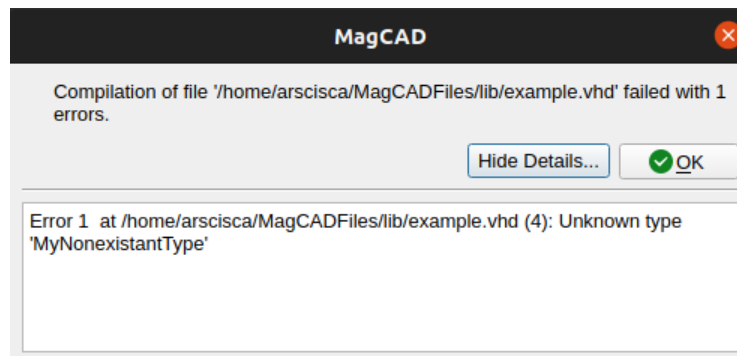 MagCAD
Compilation of file '/home/arscisca/MagCADFiles/lib/example.vhd' failed with 1
errors.
Hide Details...
OK
Error 1  at /home/arscisca/MagCADFiles/lib/example.vhd (4): Unknown type
'MyNonexistantType'